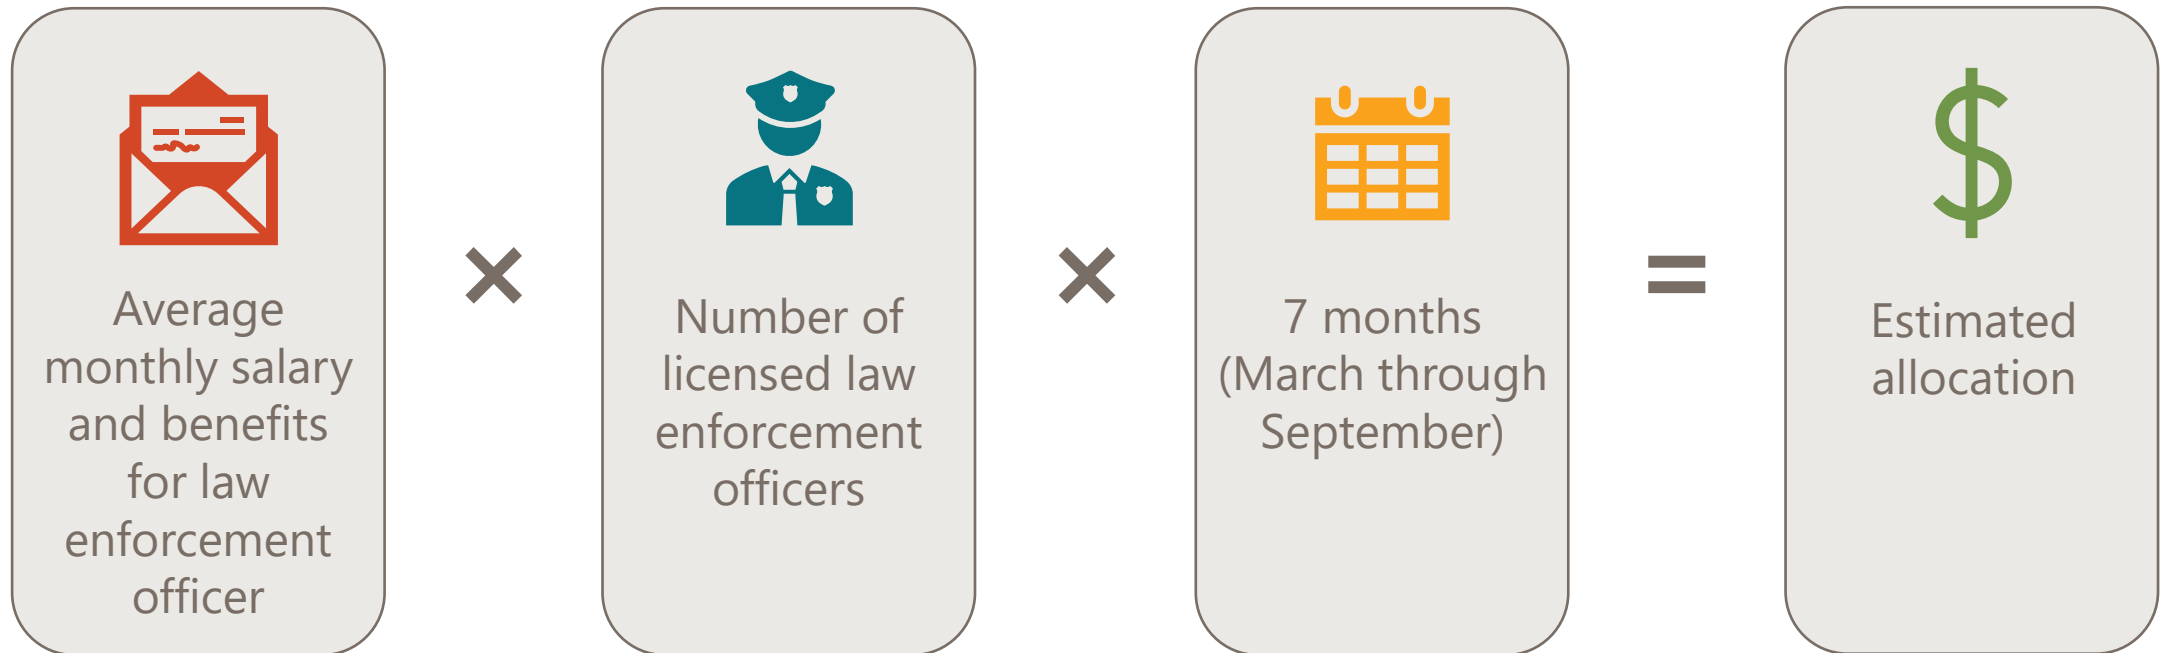 Average
monthly salary
and benefits
for law
enforcement
officer
×
Number of
licensed law
enforcement
officers
×
7 months
(March through
September)
=
$
Estimated
allocation